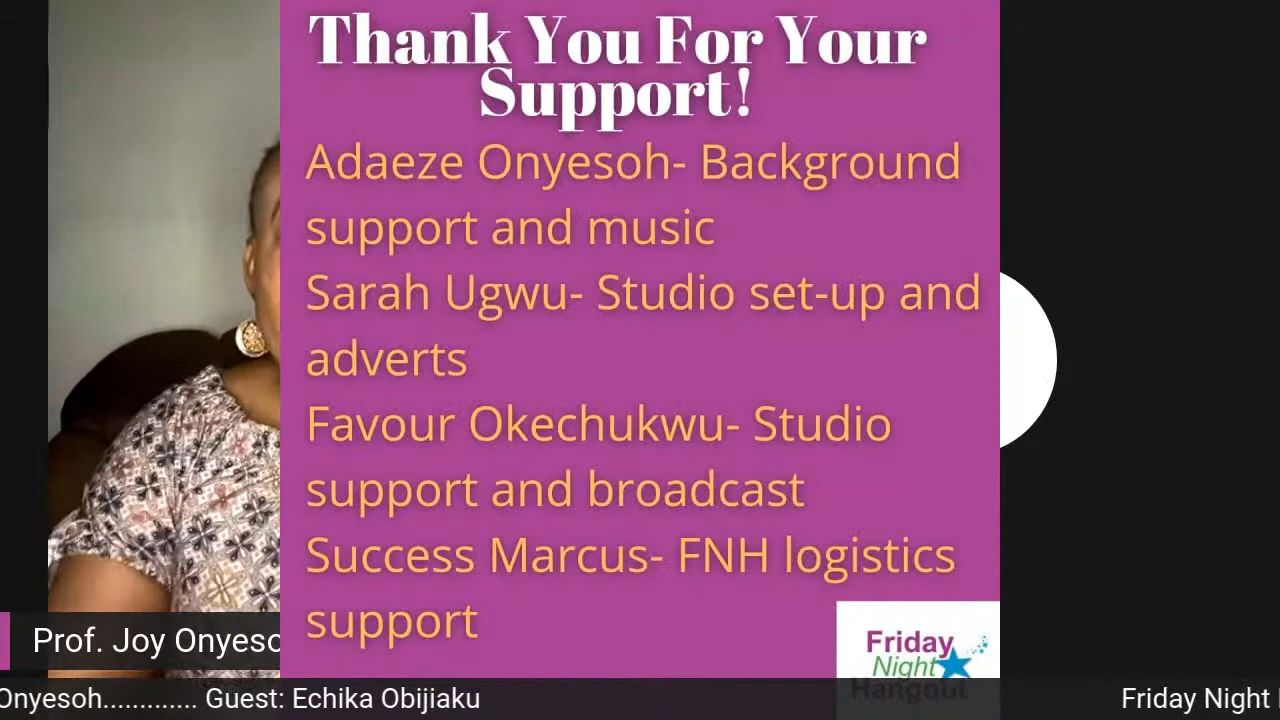 Thank You For Your
Support!
Adaeze Onyesoh- Background
support and music
Sarah Ugwu- Studio set-up and
adverts
Favour Okechukwu- Studio
support and broadcast
Success Marcus- FNH logistics
support
Friday
Night
Hangout
Prof. Joy Onyeso
Onyesoh............. Guest: Echika Obijiaku
Friday Night